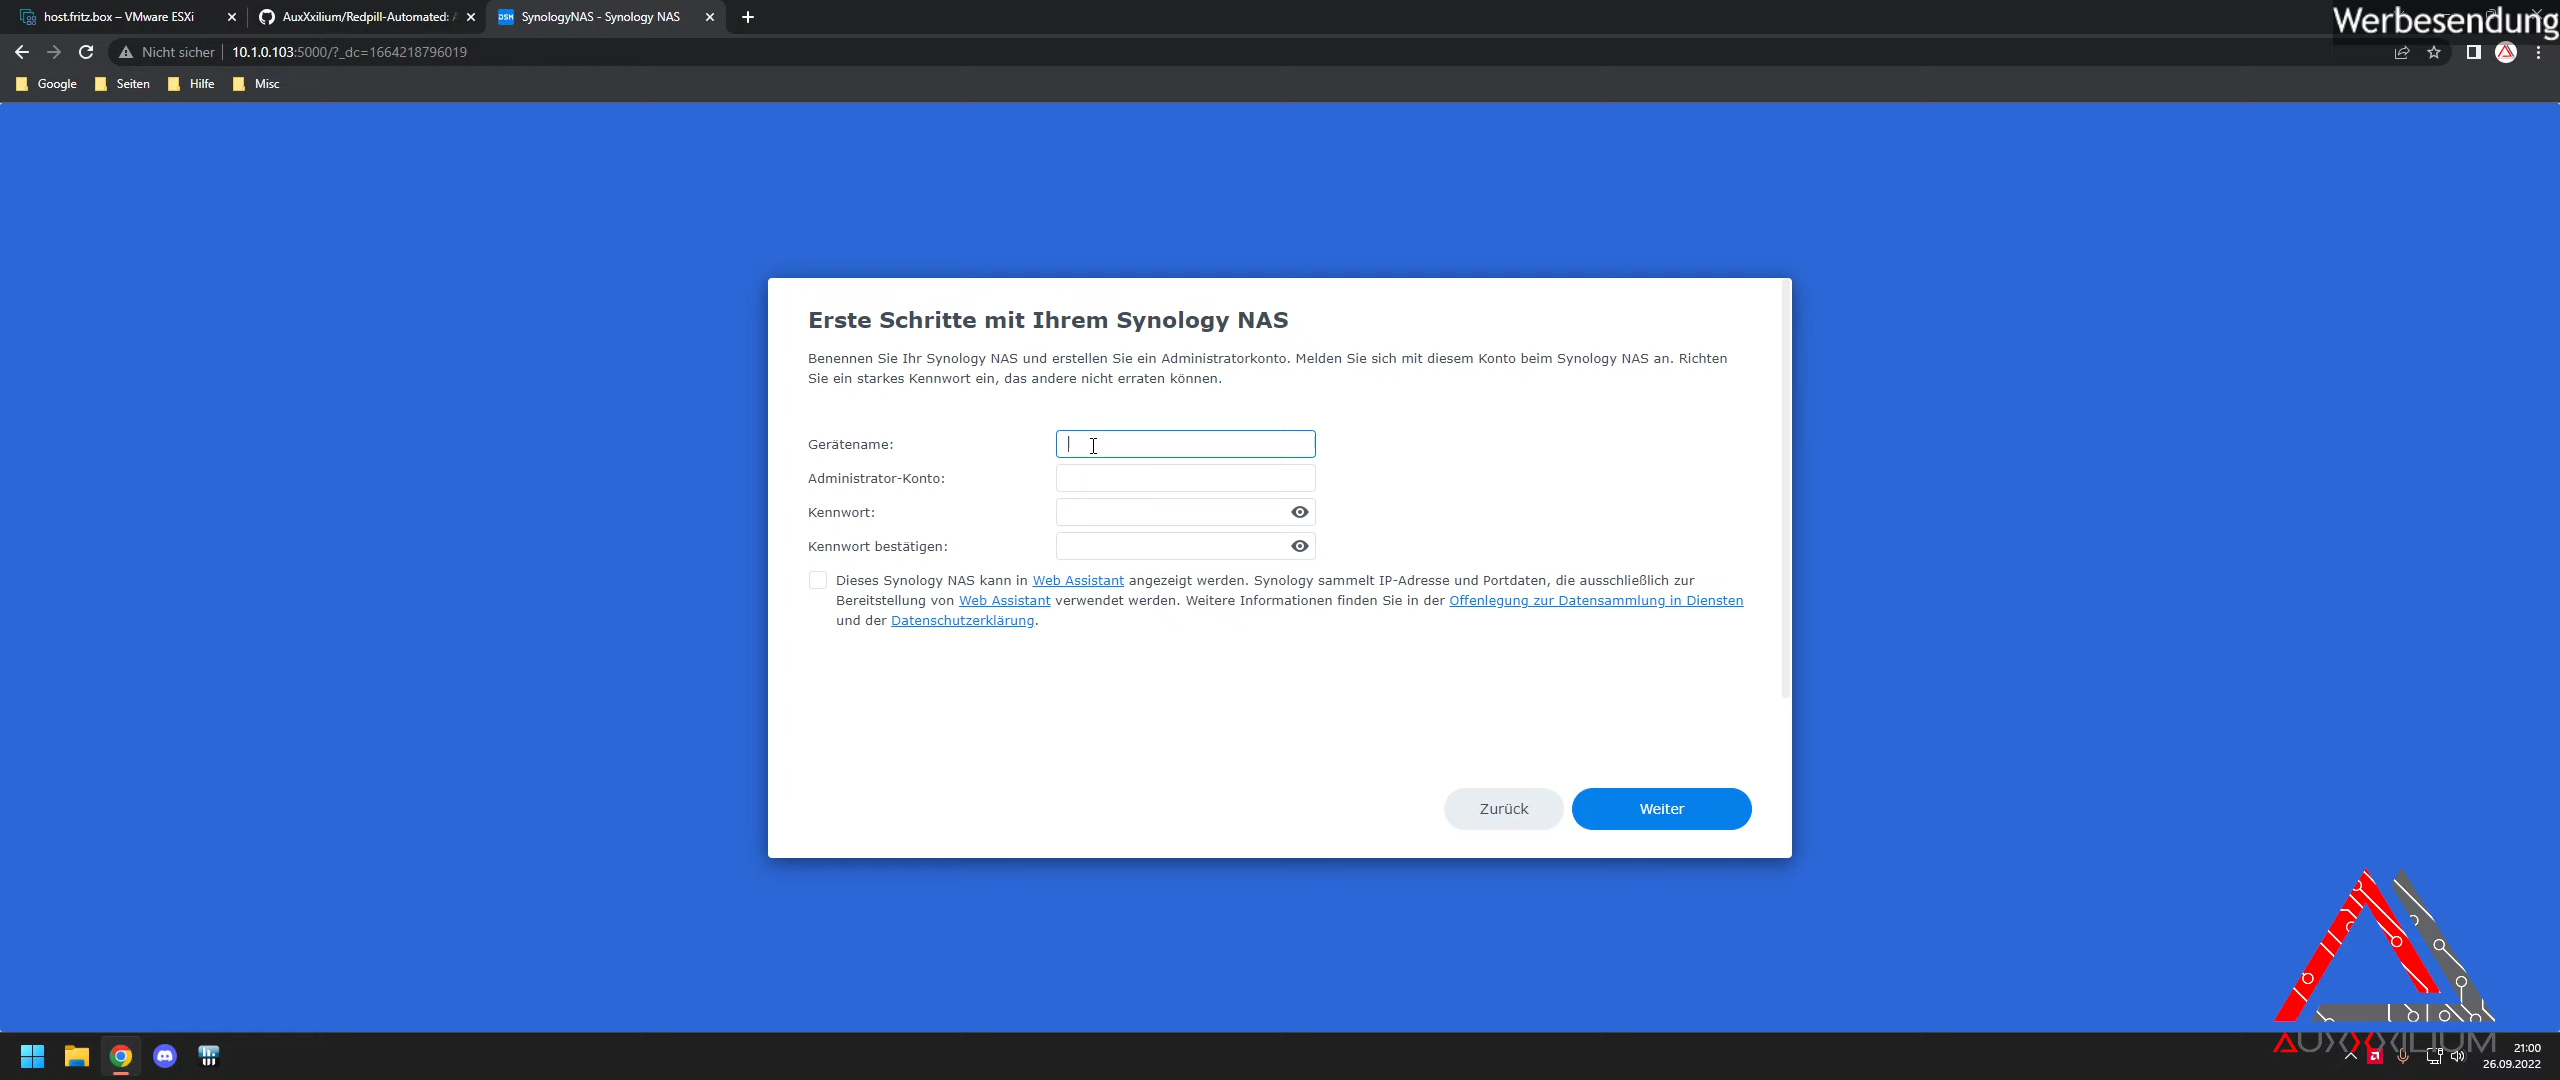 host.fritz.box – VMware ESXi
AuxXxilium/Redpill-Automated:
SynologyNAS - Synology NAS
Werbesendung
Nicht sicher
10.1.0.103:5000/?_dc=1664218796019
Google
Seiten
Hilfe
Misc
Erste Schritte mit Ihrem Synology NAS
Benennen Sie Ihr Synology NAS und erstellen Sie ein Administratorkonto. Melden Sie sich mit diesem Konto beim Synology NAS an. Richten
Sie ein starkes Kennwort ein, das andere nicht erraten können.
Gerätename:
Administrator-Konto:
Kennwort:
Kennwort bestätigen:
Dieses Synology NAS kann in Web Assistant angezeigt werden. Synology sammelt IP-Adresse und Portdaten, die ausschließlich zur
Bereitstellung von Web Assistant verwendet werden. Weitere Informationen finden Sie in der Offenlegung zur Datensammlung in Diensten
und der Datenschutzerklärung.
Zurück
Weiter
AUXXXILIUM
21:00
26.09.2022